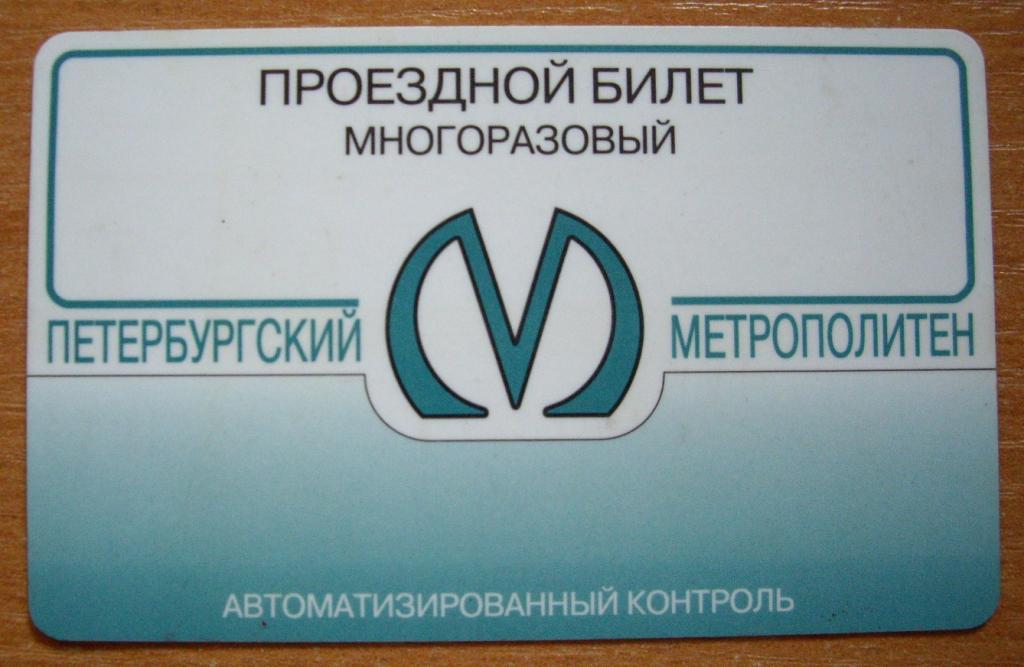 ПРОЕЗДНОЙ БИЛЕТ
МНОГОРАЗОВЫЙ
ПЕТЕРБУРГСКИЙ МЕТРОПОЛИТЕН
АВТОМАТИЗИРОВАННЫЙ КОНТРОЛЬ